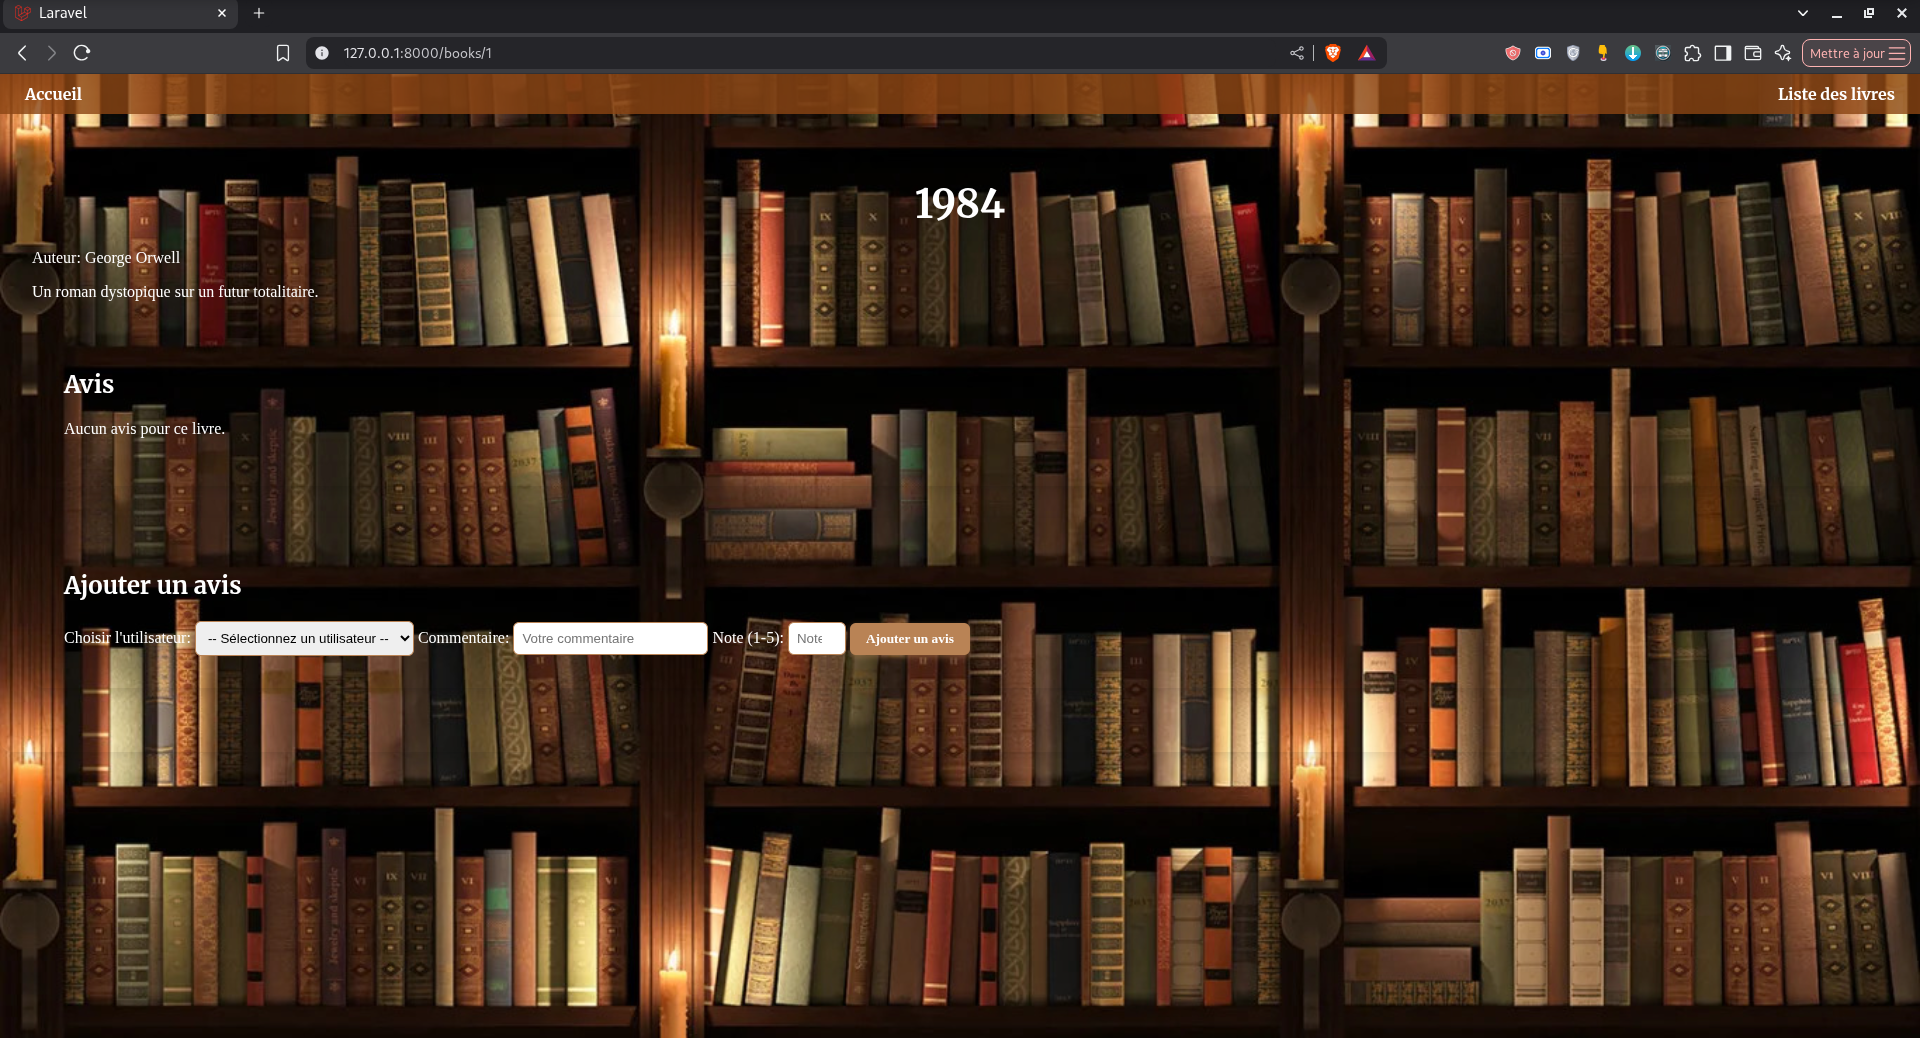 Laravel
127.0.0.1:8000/books/1
Mettre à jour
Accueil
Liste des livres
1984
Auteur: George Orwell
Un roman dystopique sur un futur totalitaire.
Avis
Aucun avis pour ce livre.
Ajouter un avis
Choisir l'utilisateur: -- Sélectionnez un utilisateur -- Commentaire: Votre commentaire Note (1-5): Note Ajouter un avis